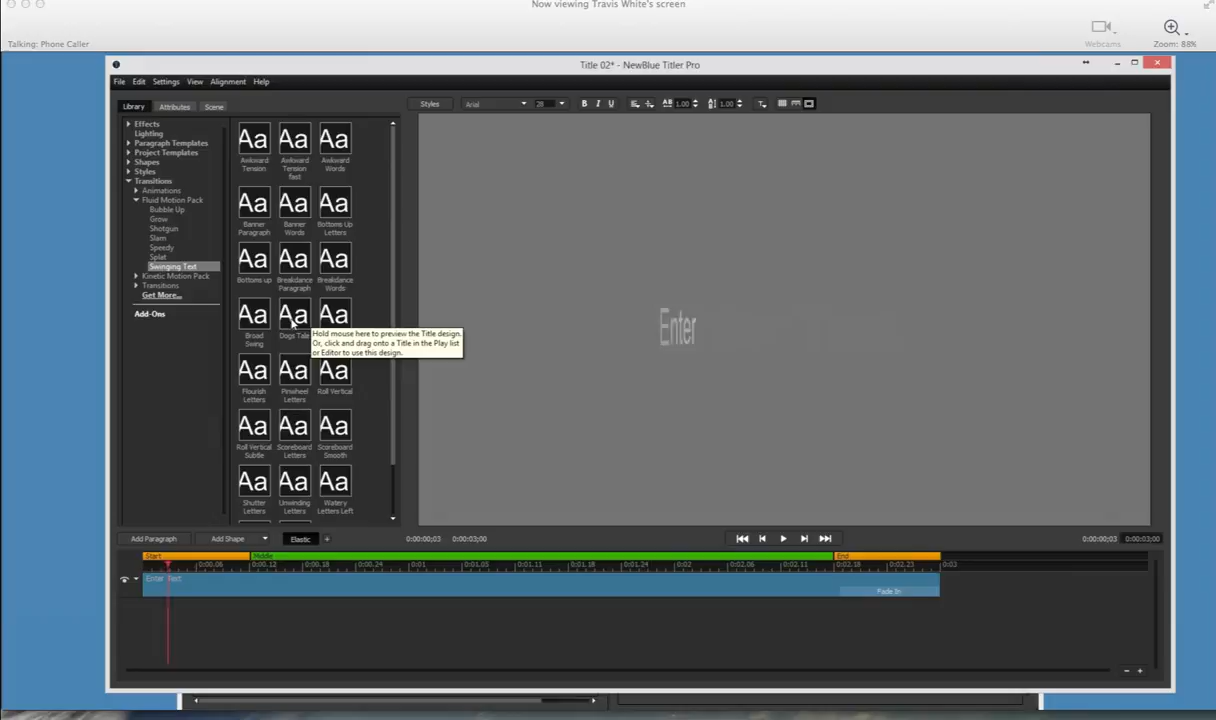 Now viewing Travis White's screen
Talking: Phone Caller
Webcams
Zoom: 88%
Title 02* - NewBlue Titler Pro
File Edit Settings View Alignment Help
Library Attributes Scene
Styles Arial 28 B I U 1.00 1.00
Effects
Lighting
Paragraph Templates
Project Templates
Shapes
Styles
Transitions
Animations
Fluid Motion Pack
Bubble Up
Grow
Shotgun
Slam
Speedy
Splat
Swinging Text
Kinetic Motion Pack
Transitions
Get More...
Add-Ons
Aa Aa Aa
Awkward Tension
Awkward Tension fast
Awkward Words
Aa Aa Aa
Banner Paragraph
Banner Words
Bottoms Up Letters
Aa Aa Aa
Bottoms up
Breakdance Paragraph
Breakdance Words
Aa Aa Aa
Broad Swing
Dogs Tale
Hold mouse here to preview the Title design.
Or, click and drag onto a Title in the Play list
or Editor to use this design.
Aa Aa Aa
Flourish Letters
Pinwheel Letters
Roll Vertical
Aa Aa Aa
Roll Vertical Subtle
Scoreboard Letters
Scoreboard Smooth
Aa Aa Aa
Shutter Letters
Unwinding Letters
Watery Letters Left
Enter
Add Paragraph Add Shape Elastic + 0:00:00;03 0:00:03;00 0:00:00;03 0:00:03;00
Start Middle End
0:00.06 0:00.12 0:00.18 0:00.24 0:01 0:01.05 0:01.12 0:01.18 0:01.24 0:02 0:02.06 0:02.11 0:02.18 0:02.23 0:03
Enter Text
Fade In